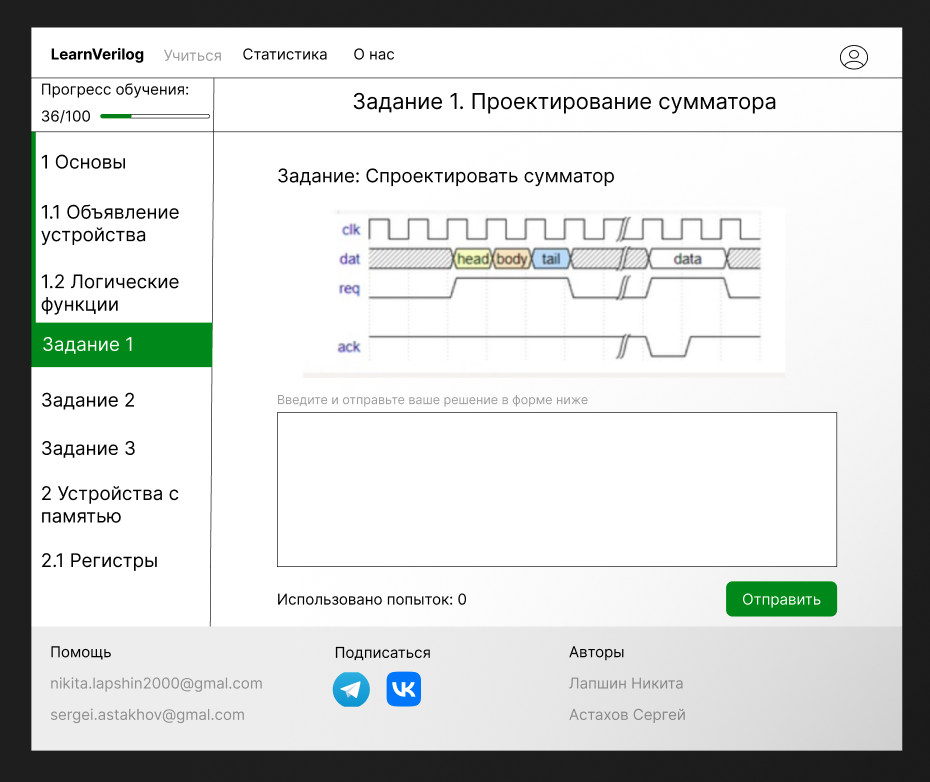 LearnVerilog Учиться Статистика О нас
Прогресс обучения:
36/100
Задание 1. Проектирование сумматора
1 Основы
1.1 Объявление
устройства
1.2 Логические
функции
Задание 1
Задание 2
Задание 3
2 Устройства с
памятью
2.1 Регистры
Задание: Спроектировать сумматор
clk
dat head body tail data
req
ack
Введите и отправьте ваше решение в форме ниже
Использовано попыток: 0
Отправить
Помощь
nikita.lapshin2000@gmal.com
sergei.astakhov@gmal.com
Подписаться
Авторы
Лапшин Никита
Астахов Сергей